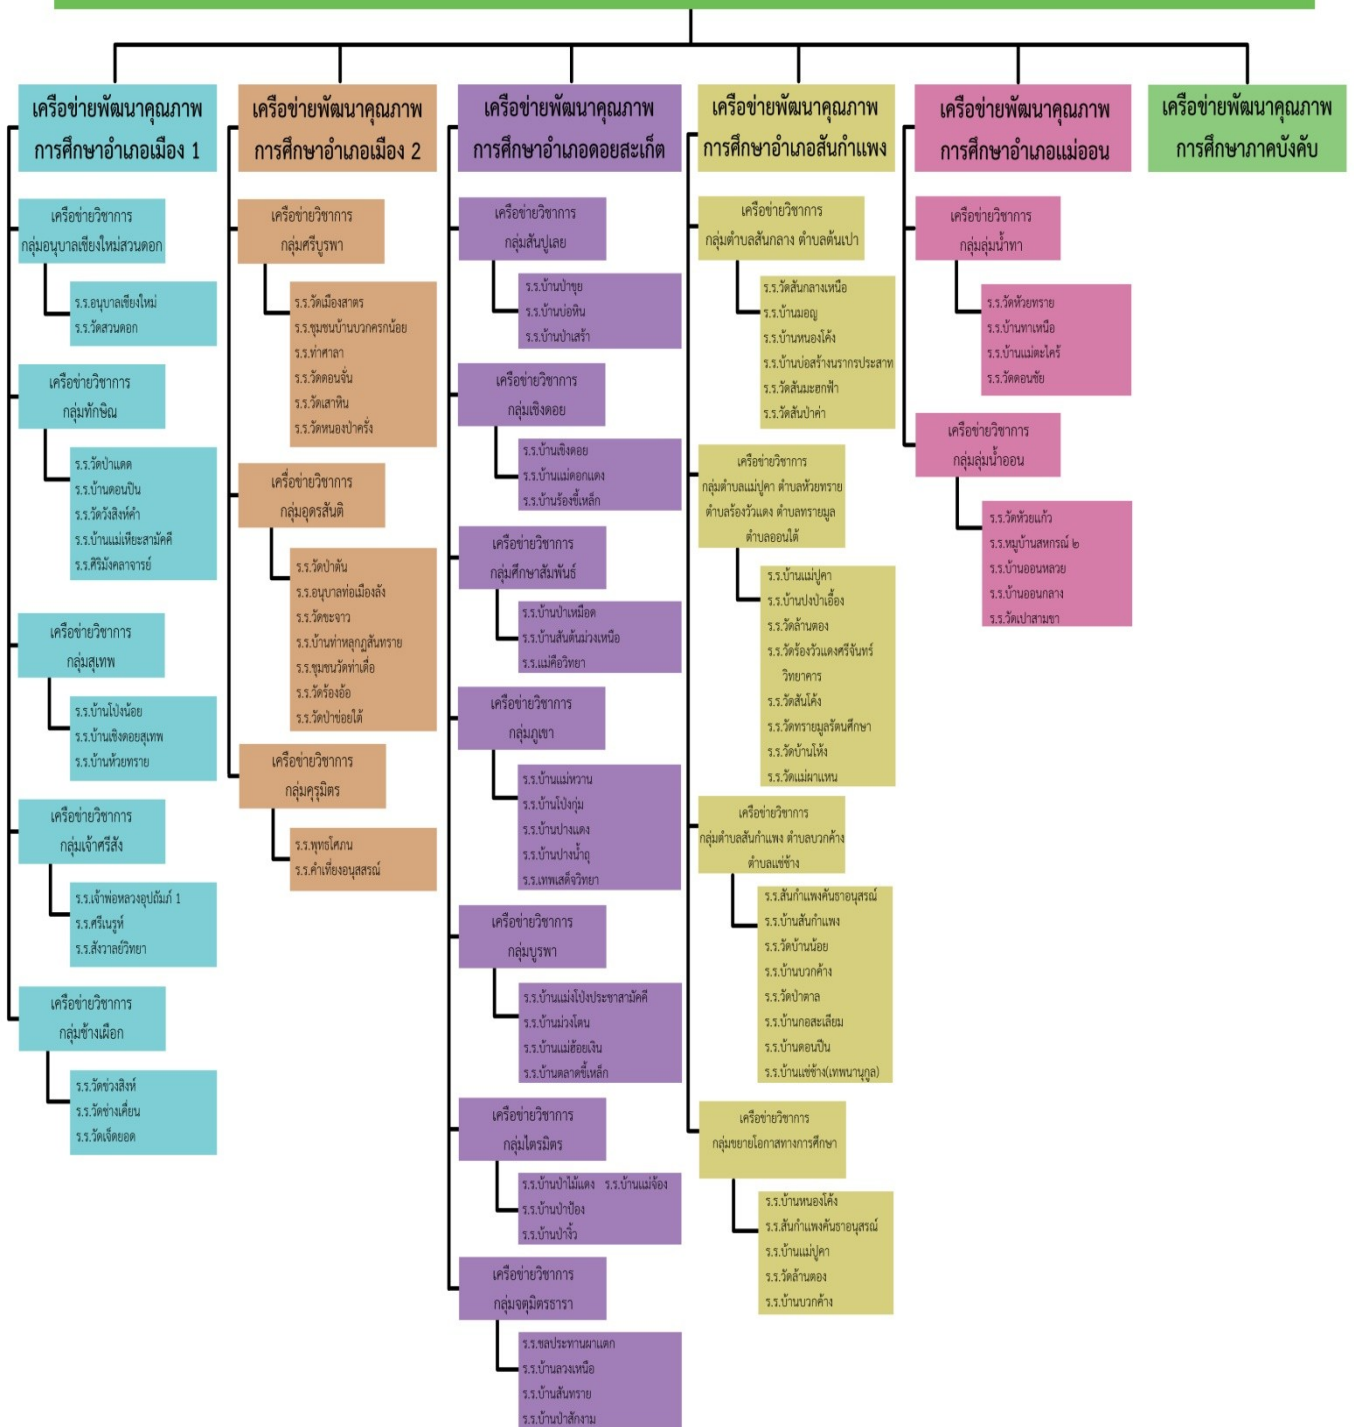 เครือข่ายพัฒนาคุณภาพ
การศึกษาอำเภอเมือง 1
เครือข่ายวิชาการ
กลุ่มอนุบาลเชียงใหม่สวนดอก
ร.ร.อนุบาลเชียงใหม่
ร.ร.วัดสวนดอก
เครือข่ายวิชาการ
กลุ่มทักษิณ
ร.ร.วัดป่าแดด
ร.ร.บ้านดอนปิน
ร.ร.วัดวังสิงห์คำ
ร.ร.บ้านแม่เหียะสามัคคี
ร.ร.ศิริมังคลาจารย์
เครือข่ายวิชาการ
กลุ่มสุเทพ
ร.ร.บ้านโป่งน้อย
ร.ร.บ้านเชิงดอยสุเทพ
ร.ร.บ้านห้วยทราย
เครือข่ายวิชาการ
กลุ่มเจ้าศรีสัง
ร.ร.เจ้าพ่อหลวงอุปถัมภ์ 1
ร.ร.ศรีเนรูห์
ร.ร.สังวาลย์วิทยา
เครือข่ายวิชาการ
กลุ่มช้างเผือก
ร.ร.วัดช่วงสิงห์
ร.ร.วัดช่างเคี่ยน
ร.ร.วัดเจ็ดยอด
เครือข่ายพัฒนาคุณภาพ
การศึกษาอำเภอเมือง 2
เครือข่ายวิชาการ
กลุ่มศรีบูรพา
ร.ร.วัดเมืองสาตร
ร.ร.ชุมชนบ้านบวกครกน้อย
ร.ร.ท่าศาลา
ร.ร.วัดดอนจั่น
ร.ร.วัดเสาหิน
ร.ร.วัดหนองป่าครั่ง
เครื่อข่ายวิชาการ
กลุ่มอุดรสันติ
ร.ร.วัดป่าตัน
ร.ร.อนุบาลท่อเมืองลัง
ร.ร.วัดขะจาว
ร.ร.บ้านท่าหลุกฏสันทราย
ร.ร.ชุมชนวัดท่าเดื่อ
ร.ร.วัดร้องอ้อ
ร.ร.วัดป่าข่อยใต้
เครือข่ายวิชาการ
กลุ่มคุรุมิตร
ร.ร.พุทธโศภน
ร.ร.คำเที่ยงอนุสสรณ์
เครือข่ายพัฒนาคุณภาพ
การศึกษาอำเภอดอยสะเก็ต
เครือข่ายวิชาการ
กลุ่มสันปูเลย
ร.ร.บ้านป่าขุย
ร.ร.บ้านบ่อหิน
ร.ร.บ้านป่าเสร้า
เครือข่ายวิชาการ
กลุ่มเชิงดอย
ร.ร.บ้านเชิงดอย
ร.ร.บ้านแม่ดอกแดง
ร.ร.บ้านร้องขี้เหล็ก
เครือข่ายวิชาการ
กลุ่มศึกษาสัมพันธ์
ร.ร.บ้านป่าเหมือด
ร.ร.บ้านสันต้นม่วงเหนือ
ร.ร.แม่คือวิทยา
เครือข่ายวิชาการ
กลุ่มภูเขา
ร.ร.บ้านแม่หวาน
ร.ร.บ้านโป่งกุ่ม
ร.ร.บ้านปางแดง
ร.ร.บ้านปางน้ำถุ
ร.ร.เทพเสด็จวิทยา
เครือข่ายวิชาการ
กลุ่มบูรพา
ร.ร.บ้านแม่งโป่งประชาสามัคคี
ร.ร.บ้านม่วงโตน
ร.ร.บ้านแม่ฮ้อยเงิน
ร.ร.บ้านตลาดขี้เหล็ก
เครือข่ายวิชาการ
กลุ่มไตรมิตร
ร.ร.บ้านป่าไม้แดง ร.ร.บ้านแม่จ้อง
ร.ร.บ้านป่าป้อง
ร.ร.บ้านป่างิ้ว
เครือข่ายวิชาการ
กลุ่มจตุมิตรธารา
ร.ร.ชลประทานผาแตก
ร.ร.บ้านลวงเหนือ
ร.ร.บ้านสันทราย
ร.ร.บ้านป่าสักงาม
เครือข่ายพัฒนาคุณภาพ
การศึกษาอำเภอสันกำแพง
เครือข่ายวิชาการ
กลุ่มตำบลสันกลาง ตำบลต้นเปา
ร.ร.วัดสันกลางเหนือ
ร.ร.บ้านมอญ
ร.ร.บ้านหนองโค้ง
ร.ร.บ้านบ่อสร้างนรากรประสาท
ร.ร.วัดสันมะฮกฟ้า
ร.ร.วัดสันป่าค่า
เครือข่ายวิชาการ
กลุ่มตำบลแม่ปูคา ตำบลห้วยทราย
ตำบลร้องวัวแดง ตำบลทรายมูล
ตำบลออนใต้
ร.ร.บ้านแม่ปูคา
ร.ร.บ้านปงป่าเอื้อง
ร.ร.วัดล้านตอง
ร.ร.วัดร้องวัวแดงศรีจันทร์
วิทยาคาร
ร.ร.วัดสันโค้ง
ร.ร.วัดทรายมูลรัตนศึกษา
ร.ร.วัดบ้านโห้ง
ร.ร.วัดแม่ผาแหน
เครือข่ายวิชาการ
กลุ่มตำบลสันกำแพง ตำบลบวกค้าง
ตำบลแช่ช้าง
ร.ร.สันกำแพงคันธาอนุสรณ์
ร.ร.บ้านสันกำแพง
ร.ร.วัดบ้านน้อย
ร.ร.บ้านบวกค้าง
ร.ร.วัดป่าตาล
ร.ร.บ้านกอสะเลียม
ร.ร.บ้านดอนปีน
ร.ร.บ้านแช่ช้าง(เทพนานุกูล)
เครือข่ายวิชาการ
กลุ่มขยายโอกาสทางการศึกษา
ร.ร.บ้านหนองโค้ง
ร.ร.สันกำแพงคันธาอนุสรณ์
ร.ร.บ้านแม่ปูคา
ร.ร.วัดล้านตอง
ร.ร.บ้านบวกค้าง
เครือข่ายพัฒนาคุณภาพ
การศึกษาอำเภอแม่ออน
เครือข่ายวิชาการ
กลุ่มลุ่มน้ำทา
ร.ร.วัดห้วยทราย
ร.ร.บ้านทาเหนือ
ร.ร.บ้านแม่ตะไคร้
ร.ร.วัดดอนชัย
เครือข่ายวิชาการ
กลุ่มลุ่มน้ำออน
ร.ร.วัดห้วยแก้ว
ร.ร.หมู่บ้านสหกรณ์ ๒
ร.ร.บ้านออนหลวย
ร.ร.บ้านออนกลาง
ร.ร.วัดเปาสามขา
เครือข่ายพัฒนาคุณภาพ
การศึกษาภาคบังคับ